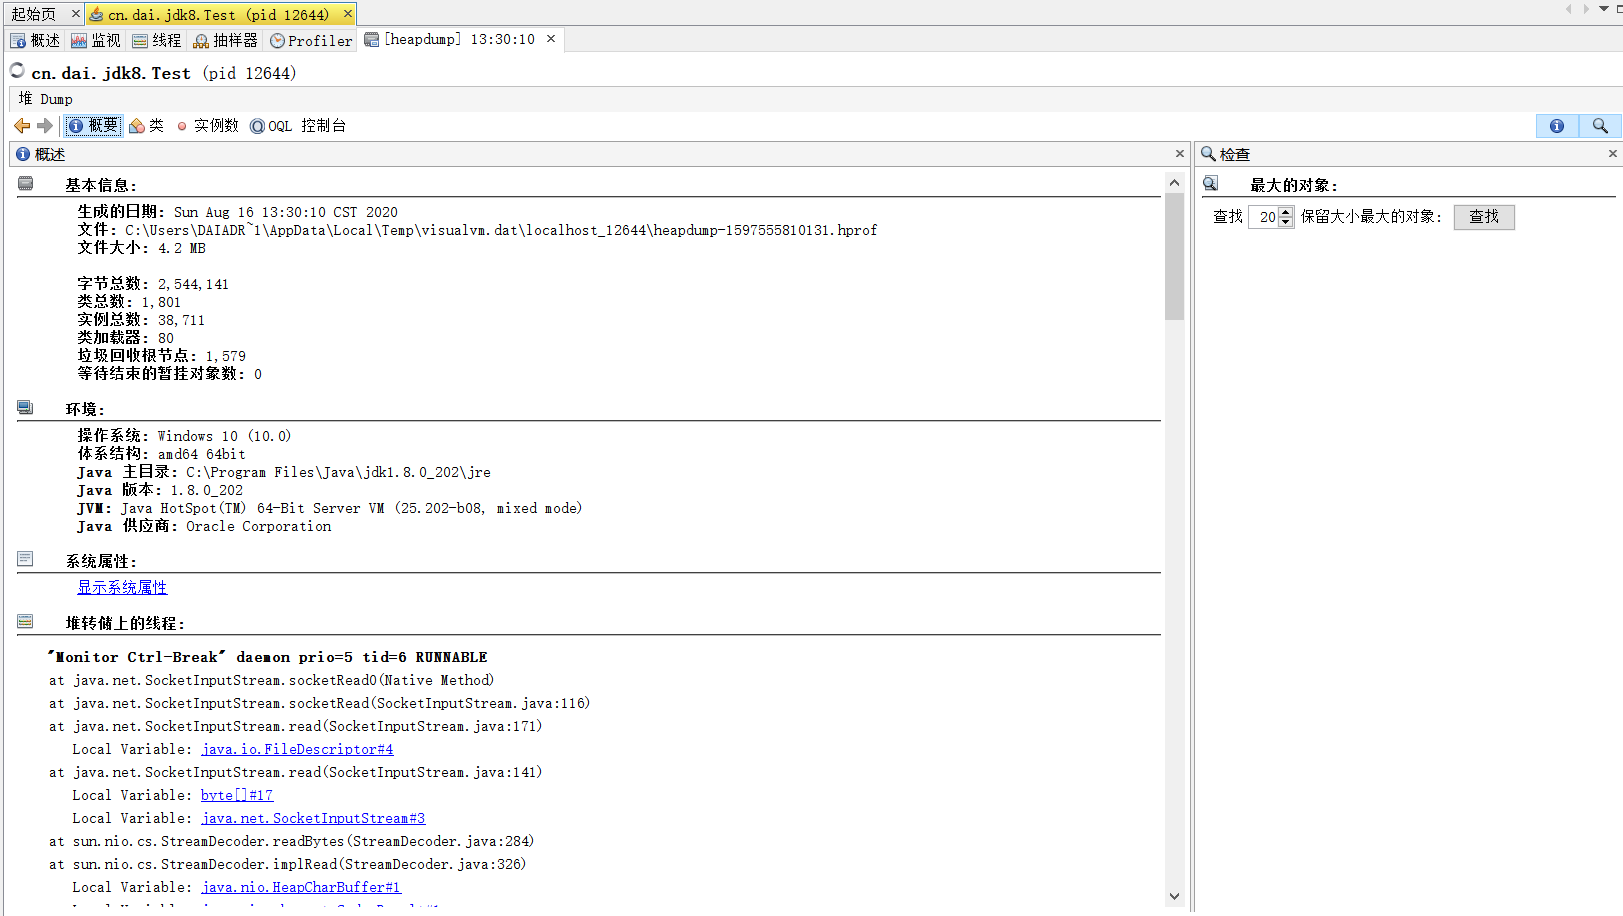 起始页
cn.dai.jdk8.Test (pid 12644)
概述
监视
线程
抽样器
Profiler
[heapdump] 13:30:10
cn.dai.jdk8.Test (pid 12644)
堆 Dump
概要
类
实例数
OQL 控制台
概述
检查
基本信息:
生成的日期: Sun Aug 16 13:30:10 CST 2020
文件: C:\Users\DAIADR~1\AppData\Local\Temp\visualvm.dat\localhost_12644\heapdump-1597555810131.hprof
文件大小: 4.2 MB
字节总数: 2,544,141
类总数: 1,801
实例总数: 38,711
类加载器: 80
垃圾回收根节点: 1,579
等待结束的暂挂对象数: 0
环境:
操作系统: Windows 10 (10.0)
体系结构: amd64 64bit
Java 主目录: C:\Program Files\Java\jdk1.8.0_202\jre
Java 版本: 1.8.0_202
JVM: Java HotSpot(TM) 64-Bit Server VM (25.202-b08, mixed mode)
Java 供应商: Oracle Corporation
系统属性:
显示系统属性
堆转储上的线程:
"Monitor Ctrl-Break" daemon prio=5 tid=6 RUNNABLE
at java.net.SocketInputStream.socketRead0(Native Method)
at java.net.SocketInputStream.socketRead(SocketInputStream.java:116)
at java.net.SocketInputStream.read(SocketInputStream.java:171)
Local Variable: java.io.FileDescriptor#4
at java.net.SocketInputStream.read(SocketInputStream.java:141)
Local Variable: byte[]#17
Local Variable: java.net.SocketInputStream#3
at sun.nio.cs.StreamDecoder.readBytes(StreamDecoder.java:284)
at sun.nio.cs.StreamDecoder.implRead(StreamDecoder.java:326)
Local Variable: java.nio.HeapCharBuffer#1
最大的对象:
查找 20 保留大小最大的对象: 查找